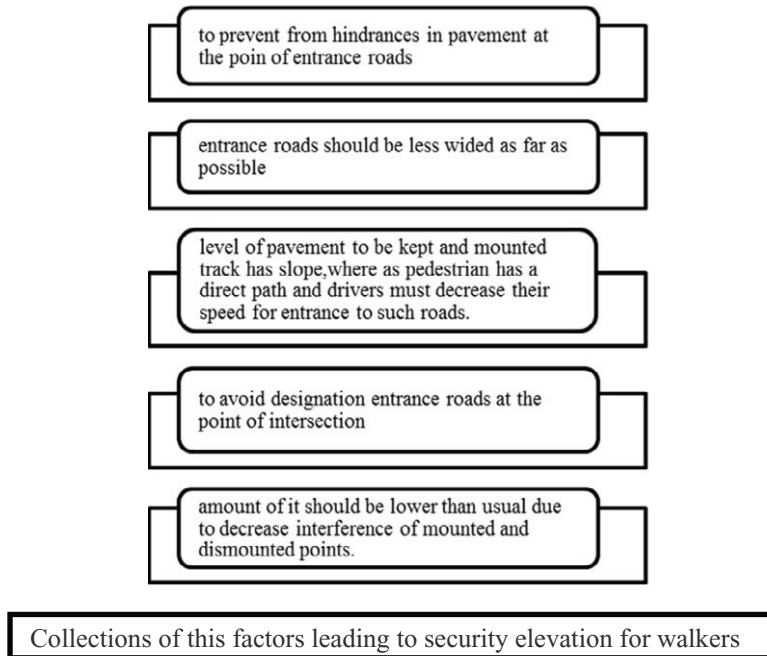 to prevent from hindrances in pavement at
the poin of entrance roads
entrance roads should be less wided as far as
possible
level of pavement to be kept and mounted
track has slope,where as pedestrian has a
direct path and drivers must decrease their
speed for entrance to such roads.
to avoid designation entrance roads at the
point of intersection
amount of it should be lower than usual due
to decrease interference of mounted and
dismounted points.
Collections of this factors leading to security elevation for walkers